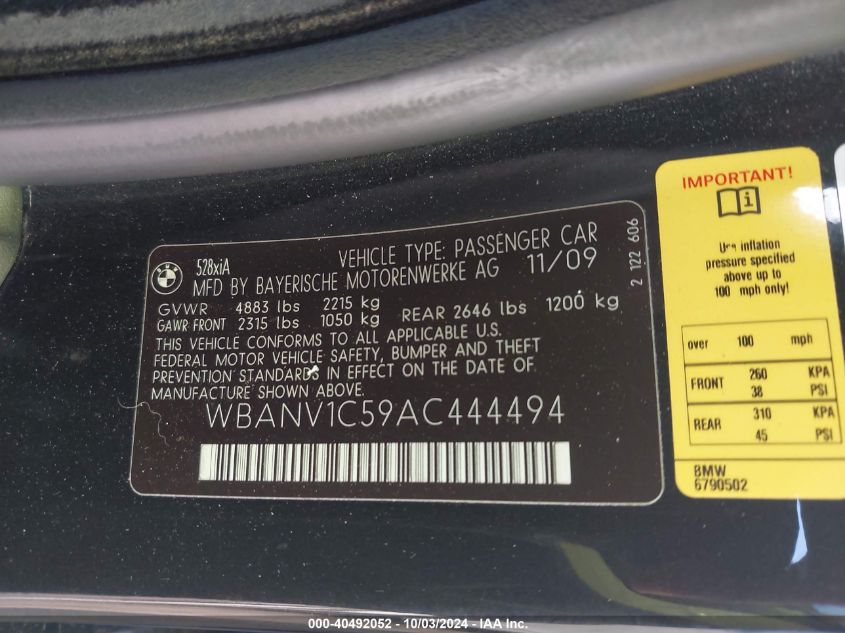 528xiA VEHICLE TYPE: PASSENGER CAR
MFD BY BAYERISCHE MOTORENWERKE AG 11/09
GVWR 4883 lbs 2215 kg
GAWR FRONT 2315 lbs 1050 kg REAR 2646 lbs 1200 kg
THIS VEHICLE CONFORMS TO ALL APPLICABLE U.S.
FEDERAL MOTOR VEHICLE SAFETY, BUMPER AND THEFT
PREVENTION STANDARDS IN EFFECT ON THE DATE OF
MANUFACTURE SHOWN ABOVE.
WBANV1C59AC444494
2 122 606
IMPORTANT!
i
Use inflation
pressure specified
above up to
100 mph only!
over 100 mph
FRONT 260 KPA
38 PSI
REAR 310 KPA
45 PSI
BMW
6790502
000-40492052 - 10/03/2024 - IAA Inc.